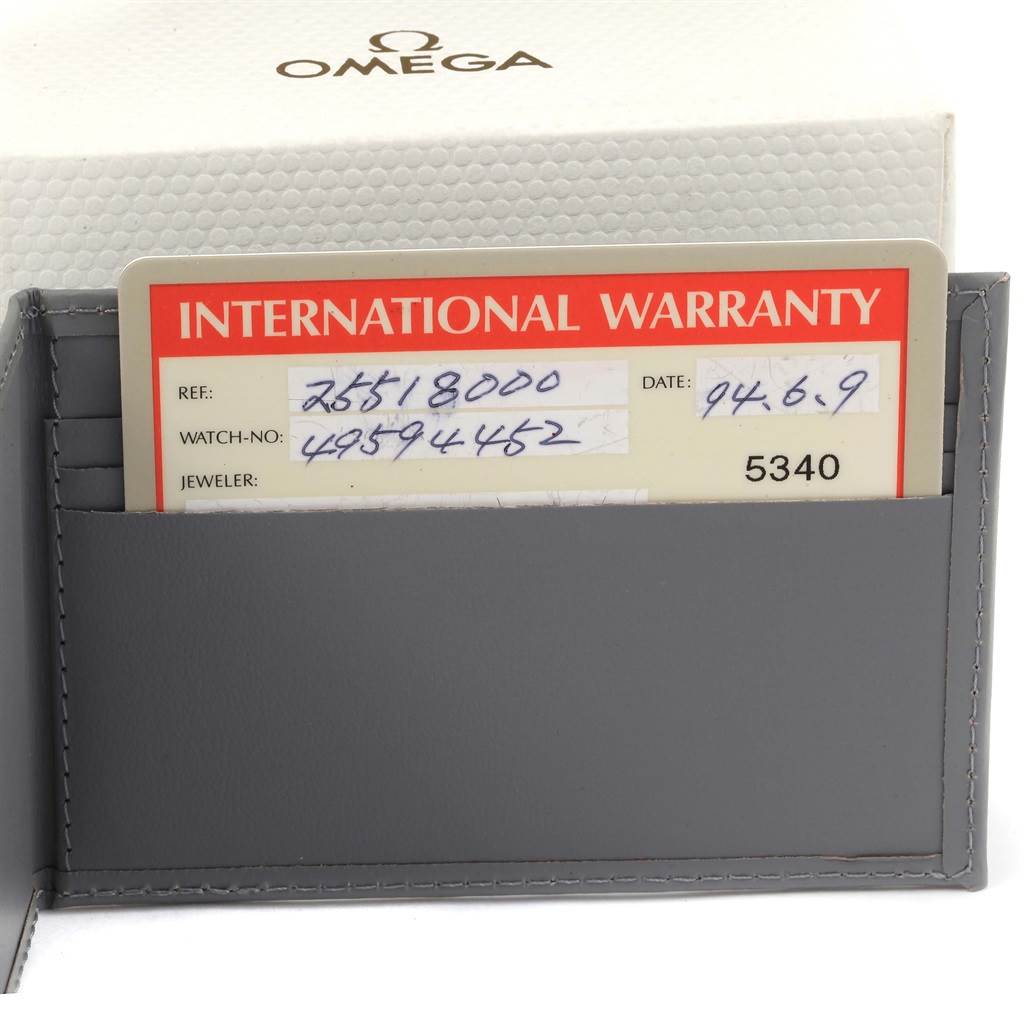 Ω
OMEGA
INTERNATIONAL WARRANTY
REF.: 25518000 DATE: 94.6.9
WATCH-NO: 49594452
JEWELER: 5340